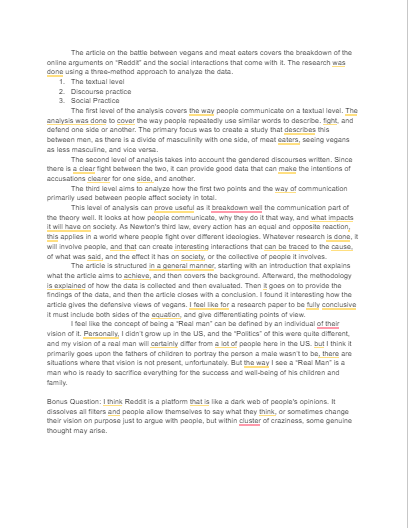 The article on the battle between vegans and meat eaters covers the breakdown of the
online arguments on "Reddit" and the social interactions that come with it. The research was
done using a three-method approach to analyze the data.
1. The textual level
2. Discourse practice
3. Social Practice
The first level of the analysis covers the way people communicate on a textual level. The
analysis was done to cover the way people repeatedly use similar words to describe. fight, and
defend one side or another. The primary focus was to create a study that describes this
between men, as there is a divide of masculinity with one side, of meat eaters, seeing vegans
as less masculine, and vice versa.
The second level of analysis takes into account the gendered discourses written. Since
there is a clear fight between the two, it can provide good data that can make the intentions of
accusations clearer for one side, and another.
The third level aims to analyze how the first two points and the way of communication
primarily used between people affect society in total.
This level of analysis can prove useful as it breakdown well the communication part of
the theory well. It looks at how people communicate, why they do it that way, and what impacts
it will have on society. As Newton's third law, every action has an equal and opposite reaction,
this applies in a world where people fight over different ideologies. Whatever research is done, it
will involve people, and that can create interesting interactions that can be traced to the cause,
of what was said, and the effect it has on society, or the collective of people it involves.
The article is structured in a general manner, starting with an introduction that explains
what the article aims to achieve, and then covers the background. Afterward, the methodology
is explained of how the data is collected and then evaluated. Then it goes on to provide the
findings of the data, and then the article closes with a conclusion. I found it interesting how the
article gives the defensive views of vegans. I feel like for a research paper to be fully conclusive
it must include both sides of the equation, and give differentiating points of view.
I feel like the concept of being a "Real man" can be defined by an individual of their
vision of it. Personally, I didn't grow up in the US, and the "Politics" of this were quite different,
and my vision of a real man will certainly differ from a lot of people here in the US. but I think it
primarily goes upon the fathers of children to portray the person a male wasn't to be, there are
situations where that vision is not present, unfortunately. But the way I see a "Real Man" is a
man who is ready to sacrifice everything for the success and well-being of his children and
family.
Bonus Question: I think Reddit is a platform that is like a dark web of people's opinions. It
dissolves all filters and people allow themselves to say what they think, or sometimes change
their vision on purpose just to argue with people, but within cluster of craziness, some genuine
thought may arise.